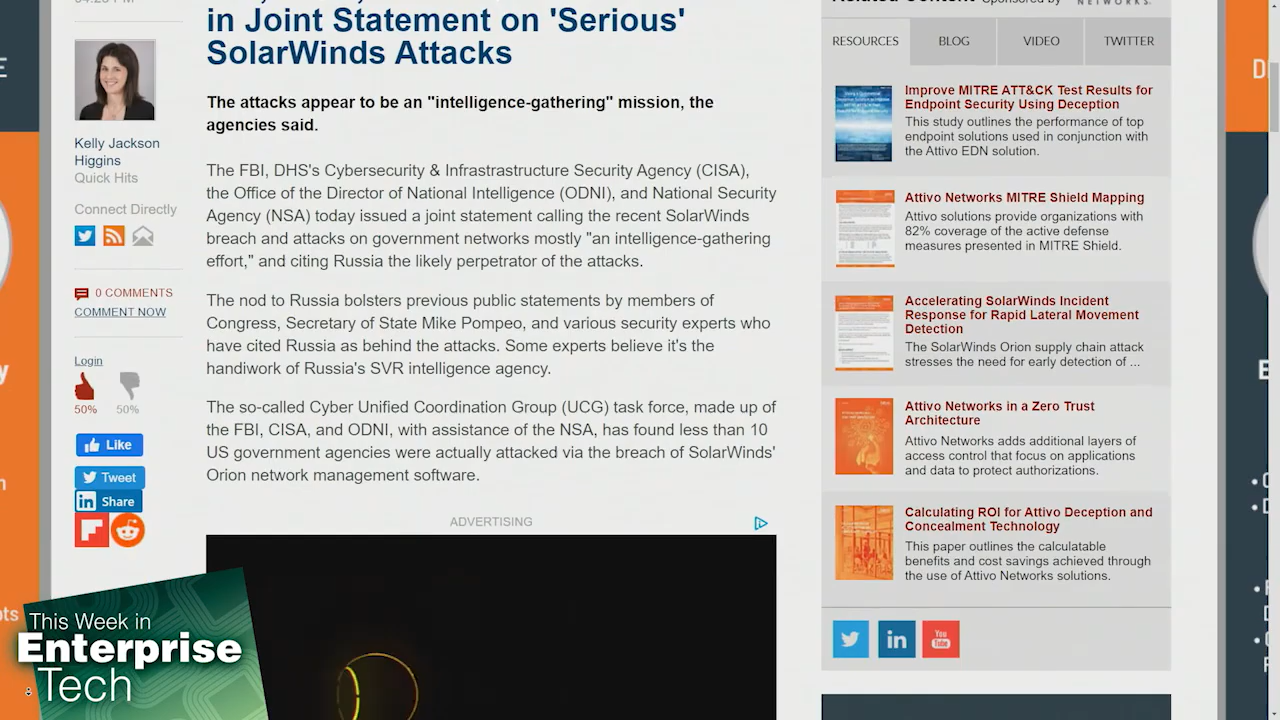 in Joint Statement on 'Serious'
SolarWinds Attacks
The attacks appear to be an "intelligence-gathering" mission, the
agencies said.
Kelly Jackson
Higgins
Quick Hits
Connect Directly
0 COMMENTS
COMMENT NOW
Login
50%
50%
Like
Tweet
Share
The FBI, DHS's Cybersecurity & Infrastructure Security Agency (CISA),
the Office of the Director of National Intelligence (ODNI), and National Security
Agency (NSA) today issued a joint statement calling the recent SolarWinds
breach and attacks on government networks mostly "an intelligence-gathering
effort," and citing Russia the likely perpetrator of the attacks.
The nod to Russia bolsters previous public statements by members of
Congress, Secretary of State Mike Pompeo, and various security experts who
have cited Russia as behind the attacks. Some experts believe it's the
handiwork of Russia's SVR intelligence agency.
The so-called Cyber Unified Coordination Group (UCG) task force, made up of
the FBI, CISA, and ODNI, with assistance of the NSA, has found less than 10
US government agencies were actually attacked via the breach of SolarWinds'
Orion network management software.
ADVERTISING
NETWORKS.
RESOURCES
BLOG
VIDEO
TWITTER
Improve MITRE ATT&CK Test Results for
Endpoint Security Using Deception
This study outlines the performance of top
endpoint solutions used in conjunction with
the Attivo EDN solution.
Attivo Networks MITRE Shield Mapping
Attivo solutions provide organizations with
82% coverage of the active defense
measures presented in MITRE Shield.
Accelerating SolarWinds Incident
Response for Rapid Lateral Movement
Detection
The SolarWinds Orion supply chain attack
stresses the need for early detection of ...
Attivo Networks in a Zero Trust
Architecture
Attivo Networks adds additional layers of
access control that focus on applications
and data to protect authorizations.
Calculating ROI for Attivo Deception and
Concealment Technology
This paper outlines the calculatable
benefits and cost savings achieved through
the use of Attivo Networks solutions.
You
Tube
This Week in
Enterprise
Tech